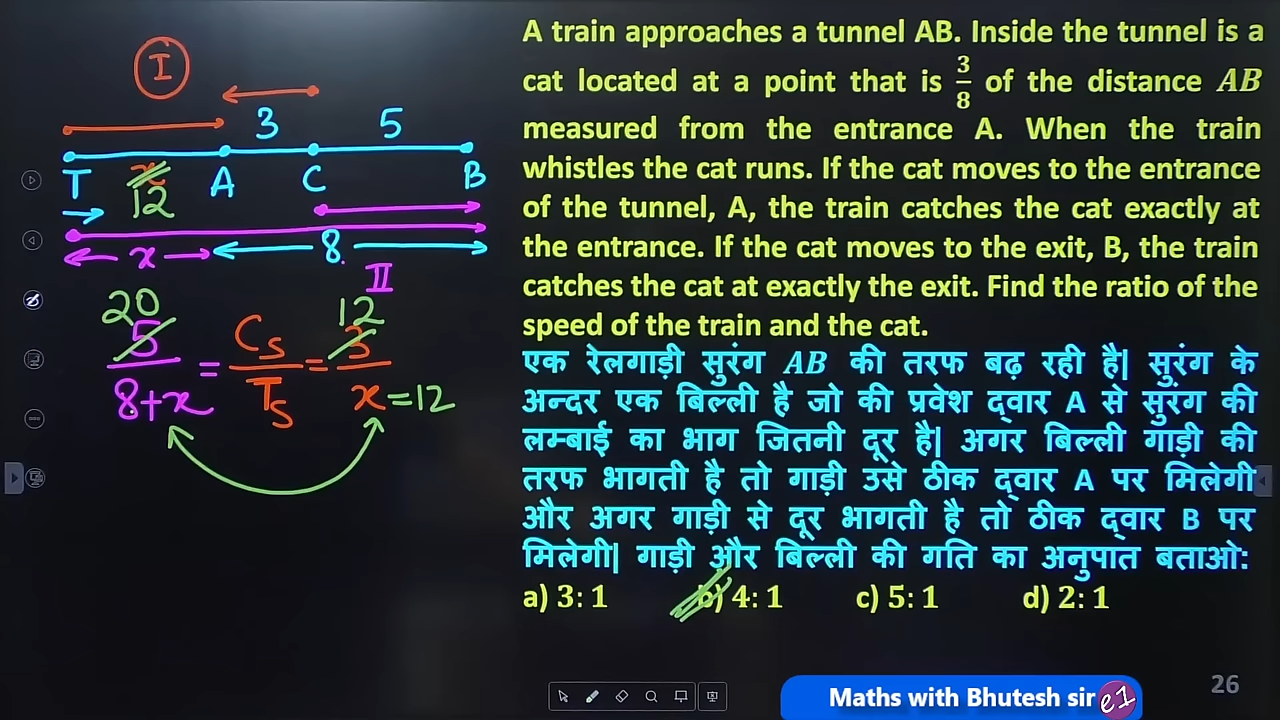 I
3 5
T x A C B
12
x 8 II
20 12
5/(8+x) = Cs/Ts = 3/x = 12
A train approaches a tunnel AB. Inside the tunnel is a
cat located at a point that is 3/8 of the distance AB
measured from the entrance A. When the train
whistles the cat runs. If the cat moves to the entrance
of the tunnel, A, the train catches the cat exactly at
the entrance. If the cat moves to the exit, B, the train
catches the cat at exactly the exit. Find the ratio of the
speed of the train and the cat.
एक रेलगाड़ी सुरंग AB की तरफ बढ़ रही है| सुरंग के
अन्दर एक बिल्ली है जो की प्रवेश द्वार A से सुरंग की
लम्बाई का भाग जितनी दूर है| अगर बिल्ली गाड़ी की
तरफ भागती है तो गाड़ी उसे ठीक द्वार A पर मिलेगी
और अगर गाड़ी से दूर भागती है तो ठीक द्वार B पर
मिलेगी| गाड़ी और बिल्ली की गति का अनुपात बताओ:
a) 3: 1 b) 4: 1 c) 5: 1 d) 2: 1
26
Maths with Bhutesh sir e1